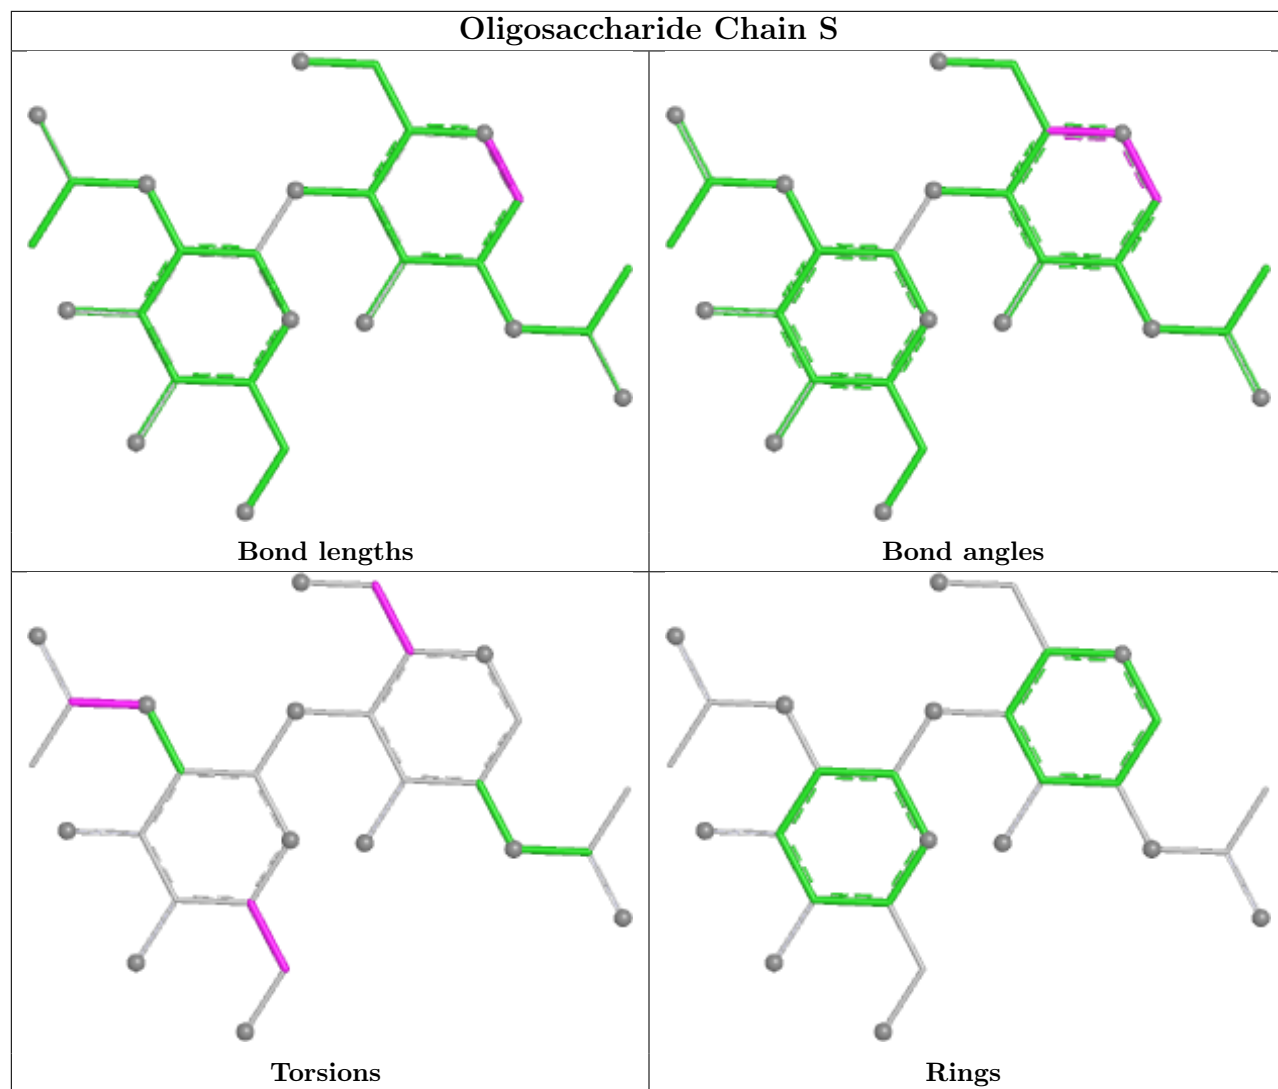 Oligosaccharide Chain S
Bond lengths
Bond angles
Torsions
Rings